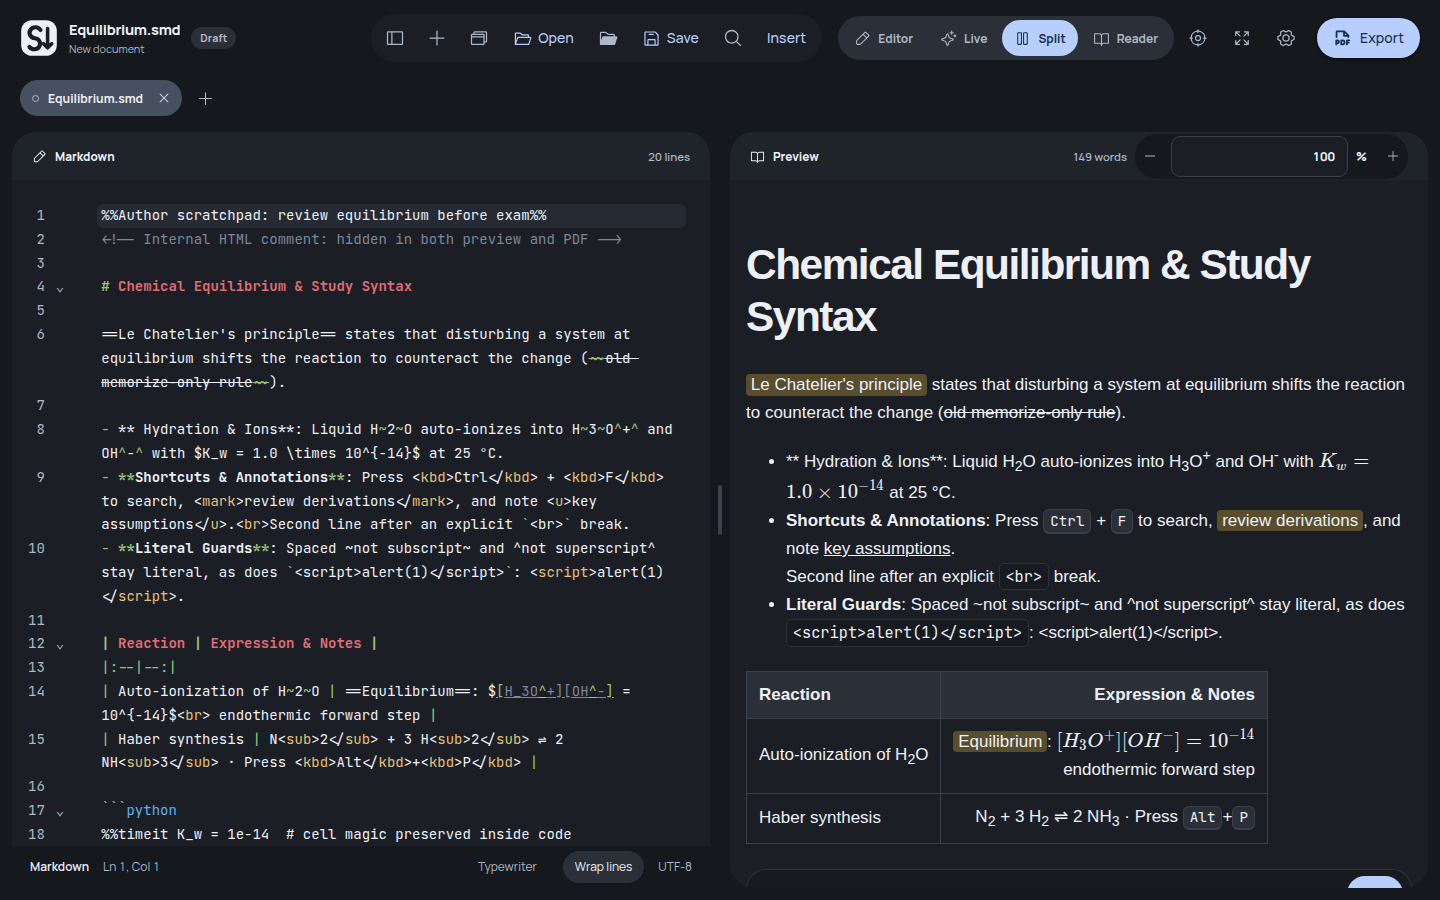 Equilibrium.smd
New document
Draft
Open
Save
Insert
Editor
Live
Split
Reader
PDF
Export
Equilibrium.smd
Markdown
20 lines
1 %%Author scratchpad: review equilibrium before exam%%
2 <!-- Internal HTML comment: hidden in both preview and PDF -->
3
4 # Chemical Equilibrium & Study Syntax
5
6 ==Le Chatelier's principle== states that disturbing a system at
equilibrium shifts the reaction to counteract the change (~~old
memorize-only rule~~).
7
8 - ** Hydration & Ions**: Liquid H~2~O auto-ionizes into H~3~O^+^ and
OH^-^ with $K_w = 1.0 \times 10^{-14}$ at 25 °C.
9 - **Shortcuts & Annotations**: Press <kbd>Ctrl</kbd> + <kbd>F</kbd>
to search, <mark>review derivations</mark>, and note <u>key
assumptions</u>.<br>Second line after an explicit `<br>` break.
10 - **Literal Guards**: Spaced ~not subscript~ and ^not superscript^
stay literal, as does `<script>alert(1)</script>`: <script>alert(1)
</script>.
11
12 | Reaction | Expression & Notes |
13 |:--|--:|
14 | Auto-ionization of H~2~O | ==Equilibrium==: $[H_3O^+][OH^-] =
10^{-14}$<br> endothermic forward step |
15 | Haber synthesis | N<sub>2</sub> + 3 H<sub>2</sub> ⇌ 2
NH<sub>3</sub> · Press <kbd>Alt</kbd>+<kbd>P</kbd> |
16
17 ```python
18 %%timeit K_w = 1e-14  # cell magic preserved inside code
Markdown
Ln 1, Col 1
Typewriter
Wrap lines
UTF-8
Preview
149 words
100 %
Chemical Equilibrium & Study
Syntax
Le Chatelier's principle states that disturbing a system at equilibrium shifts the reaction
to counteract the change (old memorize-only rule).
• ** Hydration & Ions**: Liquid H₂O auto-ionizes into H₃O⁺ and OH⁻ with K_w =
1.0 × 10⁻¹⁴ at 25 °C.
• Shortcuts & Annotations: Press Ctrl + F to search, review derivations, and
note key assumptions.
Second line after an explicit <br> break.
• Literal Guards: Spaced ~not subscript~ and ^not superscript^ stay literal, as does
<script>alert(1)</script>: <script>alert(1)</script>.
Reaction Expression & Notes
Auto-ionization of H₂O Equilibrium: [H₃O⁺][OH⁻] = 10⁻¹⁴
endothermic forward step
Haber synthesis N₂ + 3 H₂ ⇌ 2 NH₃ · Press Alt+P